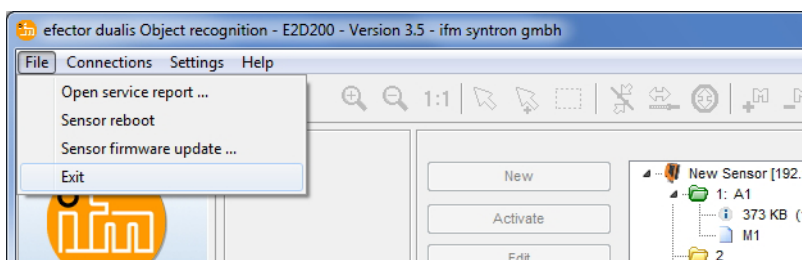 efector dualis Object recognition - E2D200 - Version 3.5 - ifm syntron gmbh
File Connections Settings Help
Open service report ...
Sensor reboot
Sensor firmware update ...
Exit
1:1
ifm
New
Activate
Edit
New Sensor [192.
1: A1
373 KB (
M1
2